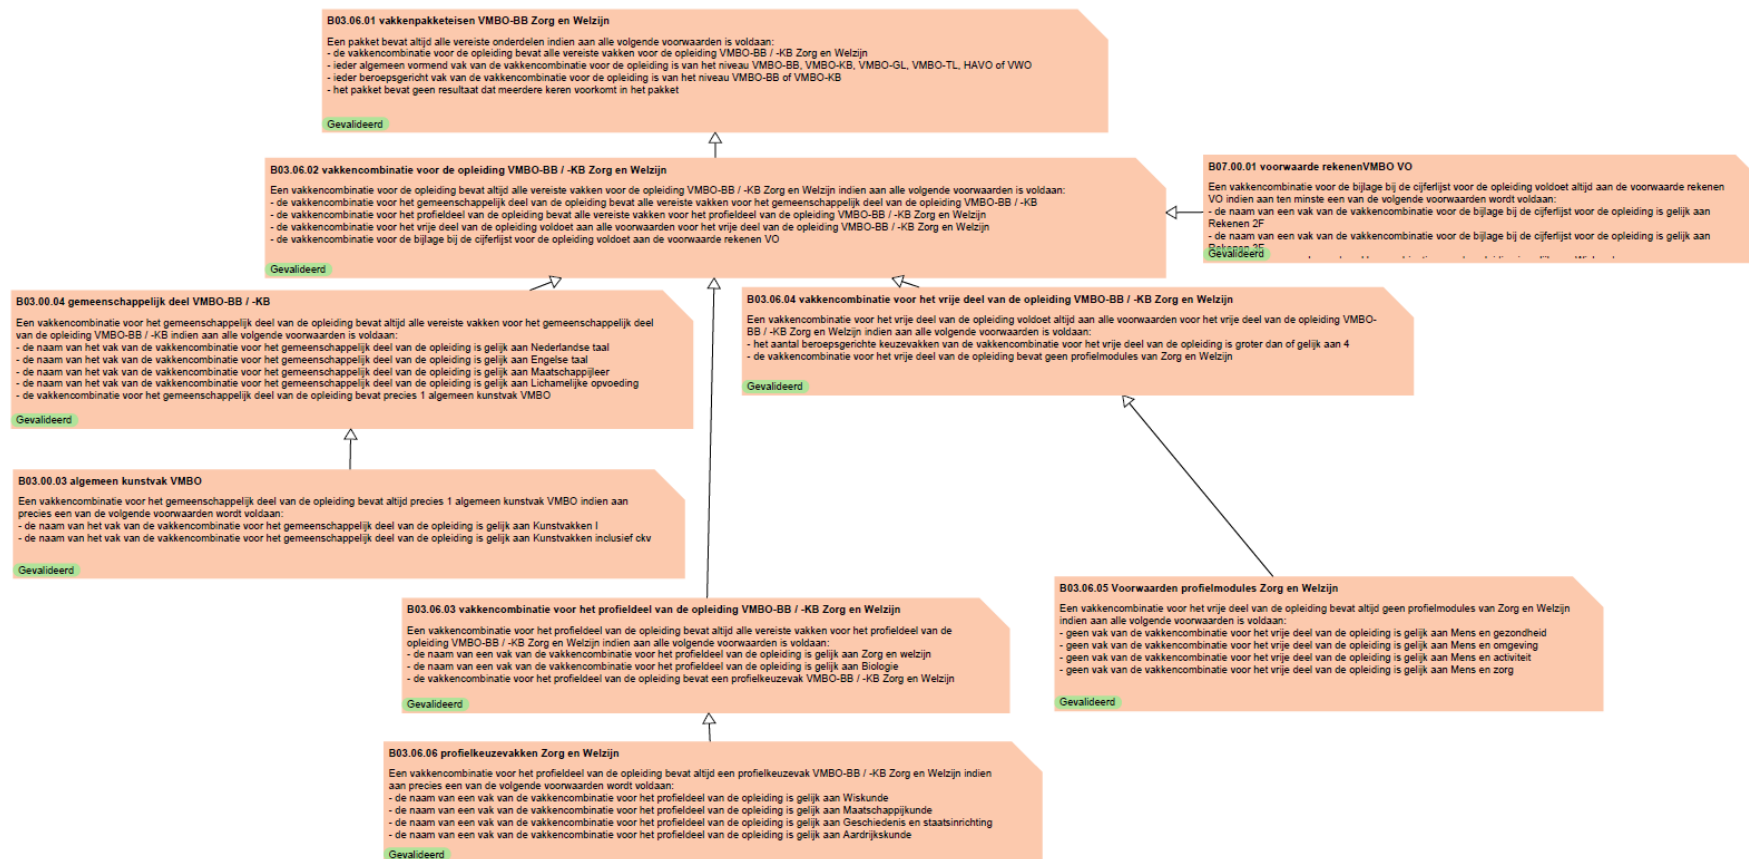 B03.06.01 vakkenpakketeisen VMBO-BB Zorg en Welzijn
Een pakket bevat altijd alle vereiste onderdelen indien aan alle volgende voorwaarden is voldaan:
- de vakkencombinatie voor de opleiding bevat alle vereiste vakken voor de opleiding VMBO-BB / -KB Zorg en Welzijn
- ieder algemeen vormend vak van de vakkencombinatie voor de opleiding is van het niveau VMBO-BB, VMBO-KB, VMBO-GL, VMBO-TL, HAVO of VWO
- ieder beroepsgericht vak van de vakkencombinatie voor de opleiding is van het niveau VMBO-BB of VMBO-KB
- het pakket bevat geen resultaat dat meerdere keren voorkomt in het pakket
Gevalideerd
B03.06.02 vakkencombinatie voor de opleiding VMBO-BB / -KB Zorg en Welzijn
Een vakkencombinatie voor de opleiding bevat altijd alle vereiste vakken voor de opleiding VMBO-BB / -KB Zorg en Welzijn indien aan alle volgende voorwaarden is voldaan:
- de vakkencombinatie voor het gemeenschappelijk deel van de opleiding bevat alle vereiste vakken voor het gemeenschappelijk deel van de opleiding VMBO-BB / -KB
- de vakkencombinatie voor het profieldeel van de opleiding bevat alle vereiste vakken voor het profieldeel van de opleiding VMBO-BB / -KB Zorg en Welzijn
- de vakkencombinatie voor het vrije deel van de opleiding voldoet aan alle voorwaarden voor het vrije deel van de opleiding VMBO-BB / -KB Zorg en Welzijn
- de vakkencombinatie voor de bijlage bij de cijferlijst voor de opleiding voldoet aan de voorwaarde rekenen VO
Gevalideerd
B07.00.01 voorwaarde rekenenVMBO VO
Een vakkencombinatie voor de bijlage bij de cijferlijst voor de opleiding voldoet altijd aan de voorwaarde rekenen
VO indien aan ten minste een van de volgende voorwaarden wordt voldaan:
- de naam van een vak van de vakkencombinatie voor de bijlage bij de cijferlijst voor de opleiding is gelijk aan
Rekenen 2F
- de naam van een vak van de vakkencombinatie voor de bijlage bij de cijferlijst voor de opleiding is gelijk aan
Gevalideerd
B03.00.04 gemeenschappelijk deel VMBO-BB / -KB
Een vakkencombinatie voor het gemeenschappelijk deel van de opleiding bevat altijd alle vereiste vakken voor het gemeenschappelijk deel
van de opleiding VMBO-BB / -KB indien aan alle volgende voorwaarden is voldaan:
- de naam van het vak van de vakkencombinatie voor het gemeenschappelijk deel van de opleiding is gelijk aan Nederlandse taal
- de naam van het vak van de vakkencombinatie voor het gemeenschappelijk deel van de opleiding is gelijk aan Engelse taal
- de naam van het vak van de vakkencombinatie voor het gemeenschappelijk deel van de opleiding is gelijk aan Maatschappijleer
- de naam van het vak van de vakkencombinatie voor het gemeenschappelijk deel van de opleiding is gelijk aan Lichamelijke opvoeding
- de vakkencombinatie voor het gemeenschappelijk deel van de opleiding bevat precies 1 algemeen kunstvak VMBO
Gevalideerd
B03.06.04 vakkencombinatie voor het vrije deel van de opleiding VMBO-BB / -KB Zorg en Welzijn
Een vakkencombinatie voor het vrije deel van de opleiding voldoet altijd aan alle voorwaarden voor het vrije deel van de opleiding VMBO-
BB / -KB Zorg en Welzijn indien aan alle volgende voorwaarden is voldaan:
- het aantal beroepsgerichte keuzevakken van de vakkencombinatie voor het vrije deel van de opleiding is groter dan of gelijk aan 4
- de vakkencombinatie voor het vrije deel van de opleiding bevat geen profielmodules van Zorg en Welzijn
Gevalideerd
B03.00.03 algemeen kunstvak VMBO
Een vakkencombinatie voor het gemeenschappelijk deel van de opleiding bevat altijd precies 1 algemeen kunstvak VMBO indien aan
precies een van de volgende voorwaarden wordt voldaan:
- de naam van het vak van de vakkencombinatie voor het gemeenschappelijk deel van de opleiding is gelijk aan Kunstvakken I
- de naam van het vak van de vakkencombinatie voor het gemeenschappelijk deel van de opleiding is gelijk aan Kunstvakken inclusief ckv
Gevalideerd
B03.06.03 vakkencombinatie voor het profieldeel van de opleiding VMBO-BB / -KB Zorg en Welzijn
Een vakkencombinatie voor het profieldeel van de opleiding bevat altijd alle vereiste vakken voor het profieldeel van de
opleiding VMBO-BB / -KB Zorg en Welzijn indien aan alle volgende voorwaarden is voldaan:
- de naam van een vak van de vakkencombinatie voor het profieldeel van de opleiding is gelijk aan Zorg en welzijn
- de naam van een vak van de vakkencombinatie voor het profieldeel van de opleiding is gelijk aan Biologie
- de vakkencombinatie voor het profieldeel van de opleiding bevat een profielkeuzevak VMBO-BB / -KB Zorg en Welzijn
Gevalideerd
B03.06.05 Voorwaarden profielmodules Zorg en Welzijn
Een vakkencombinatie voor het vrije deel van de opleiding bevat altijd geen profielmodules van Zorg en Welzijn
indien aan alle volgende voorwaarden is voldaan:
- geen vak van de vakkencombinatie voor het vrije deel van de opleiding is gelijk aan Mens en gezondheid
- geen vak van de vakkencombinatie voor het vrije deel van de opleiding is gelijk aan Mens en omgeving
- geen vak van de vakkencombinatie voor het vrije deel van de opleiding is gelijk aan Mens en activiteit
- geen vak van de vakkencombinatie voor het vrije deel van de opleiding is gelijk aan Mens en zorg
Gevalideerd
B03.06.06 profielkeuzevakken Zorg en Welzijn
Een vakkencombinatie voor het profieldeel van de opleiding bevat altijd een profielkeuzevak VMBO-BB / -KB Zorg en Welzijn indien
aan precies een van de volgende voorwaarden wordt voldaan:
- de naam van een vak van de vakkencombinatie voor het profieldeel van de opleiding is gelijk aan Wiskunde
- de naam van een vak van de vakkencombinatie voor het profieldeel van de opleiding is gelijk aan Maatschappijkunde
- de naam van een vak van de vakkencombinatie voor het profieldeel van de opleiding is gelijk aan Geschiedenis en staatsinrichting
- de naam van een vak van de vakkencombinatie voor het profieldeel van de opleiding is gelijk aan Aardrijkskunde
Gevalideerd